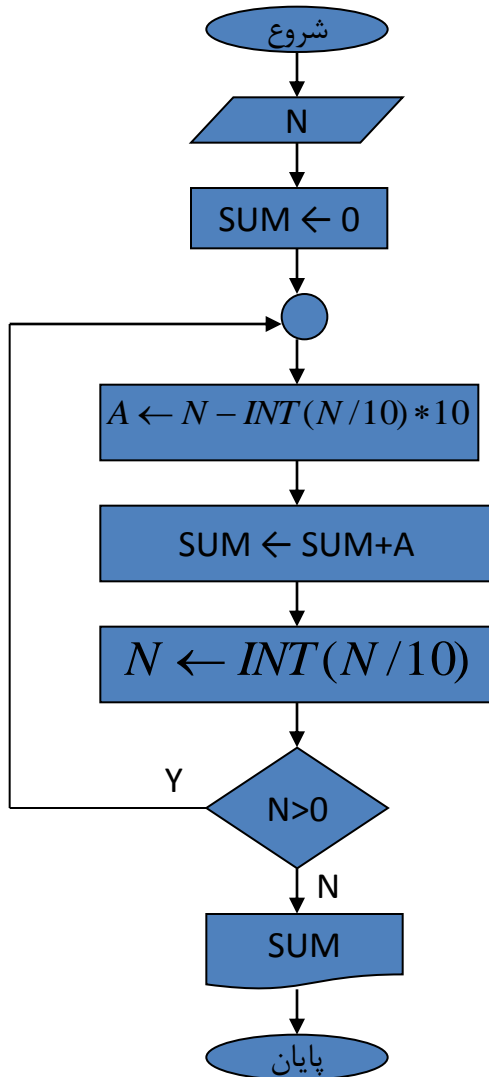 شروع
N
SUM ← 0
A ← N − INT(N/10)*10
SUM ← SUM+A
N ← INT(N/10)
Y
N>0
N
SUM
پایان